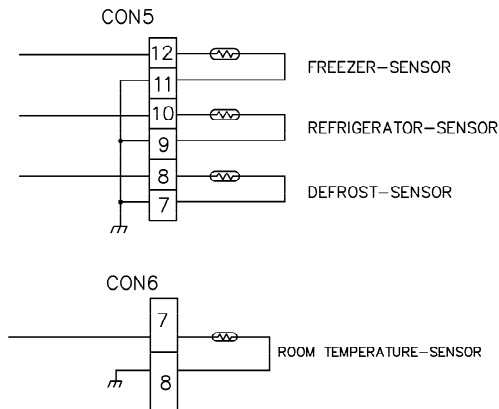 CON5
12
FREEZER-SENSOR
11
10
REFRIGERATOR-SENSOR
9
8
DEFROST-SENSOR
7
CON6
7
ROOM TEMPERATURE-SENSOR
8